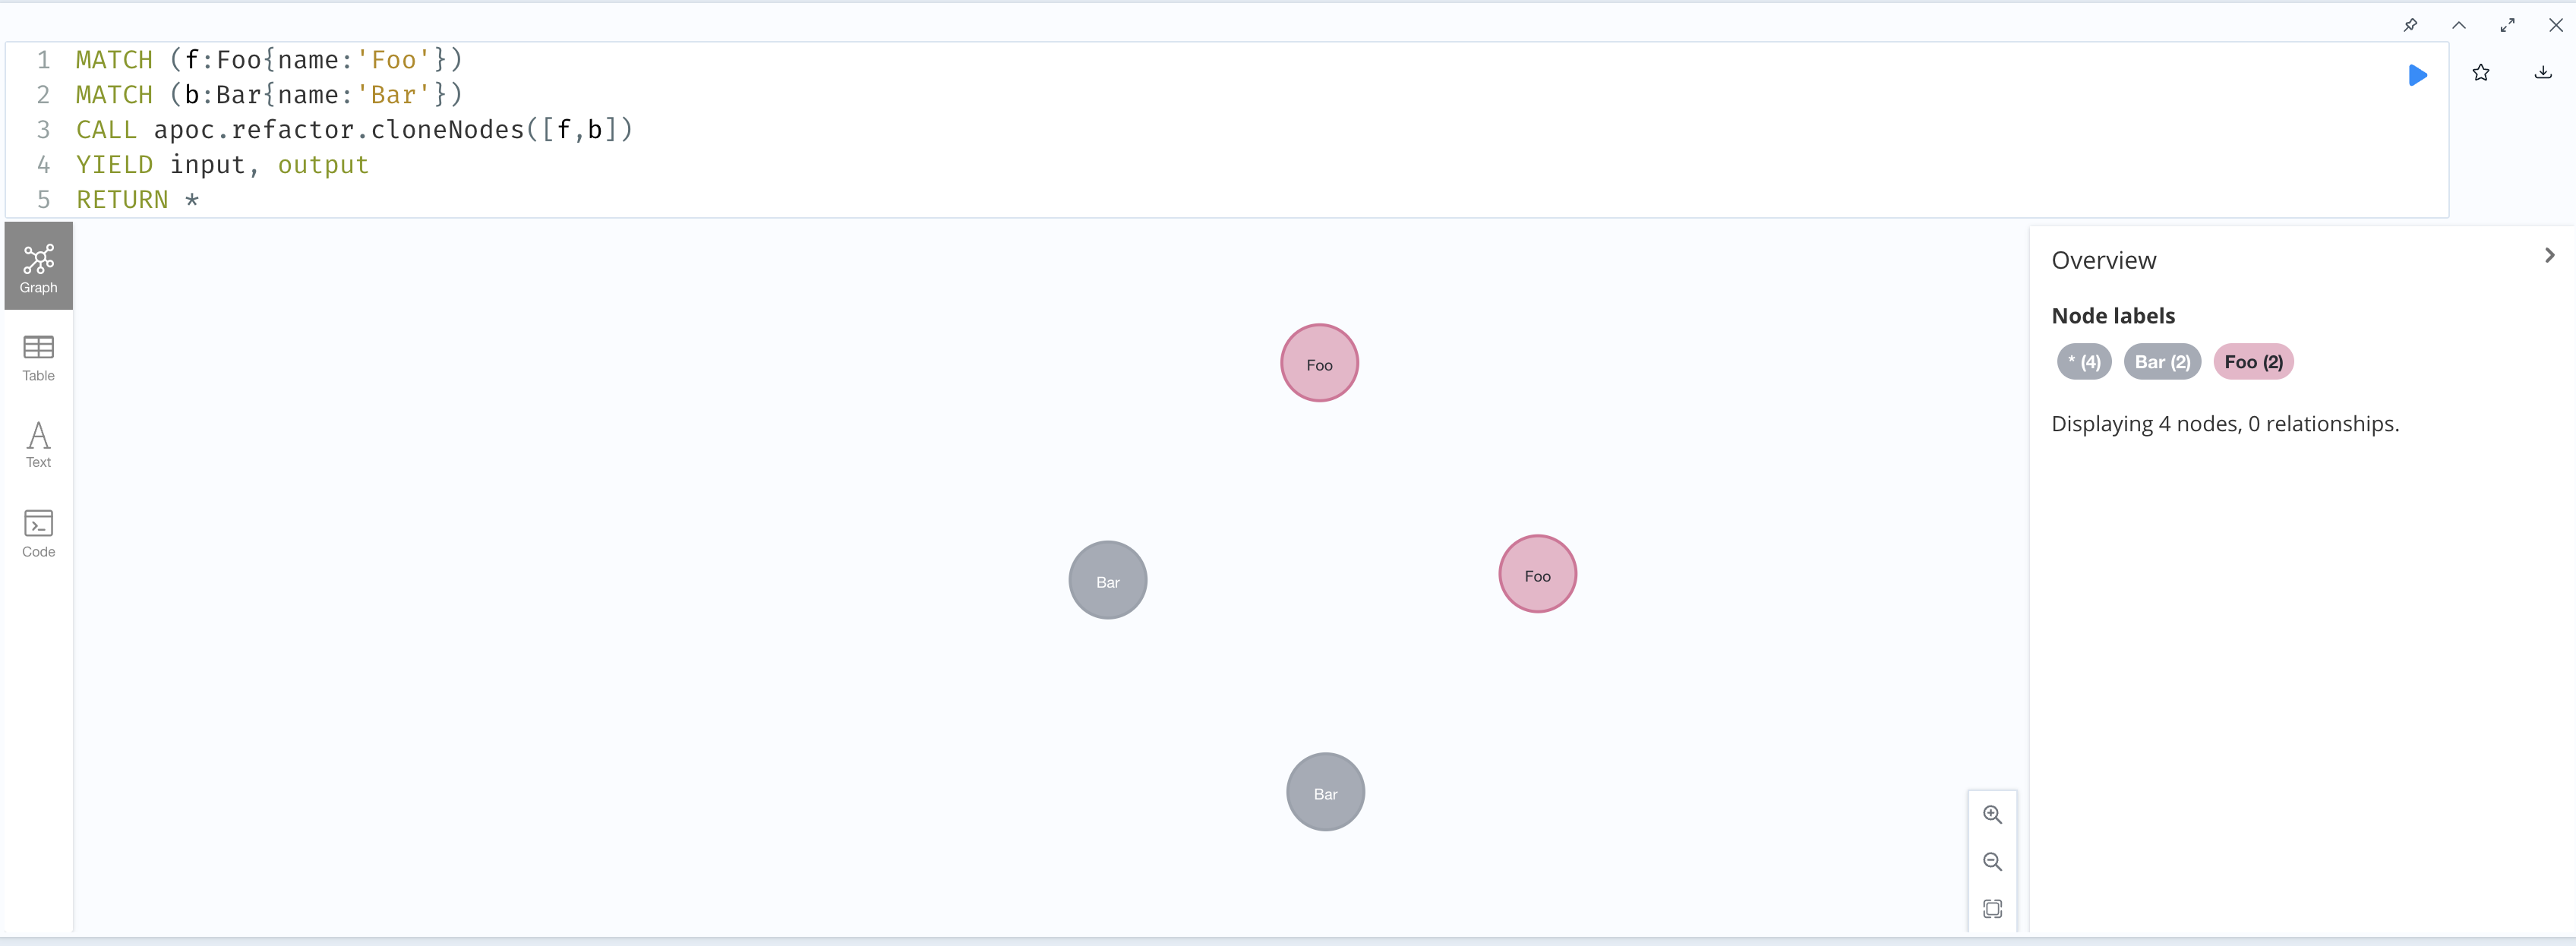 1 MATCH (f:Foo{name:'Foo'})
2 MATCH (b:Bar{name:'Bar'})
3 CALL apoc.refactor.cloneNodes([f,b])
4 YIELD input, output
5 RETURN *
Graph
Table
Text
Code
Foo
Bar
Foo
Bar
Overview
Node labels
* (4) Bar (2) Foo (2)
Displaying 4 nodes, 0 relationships.